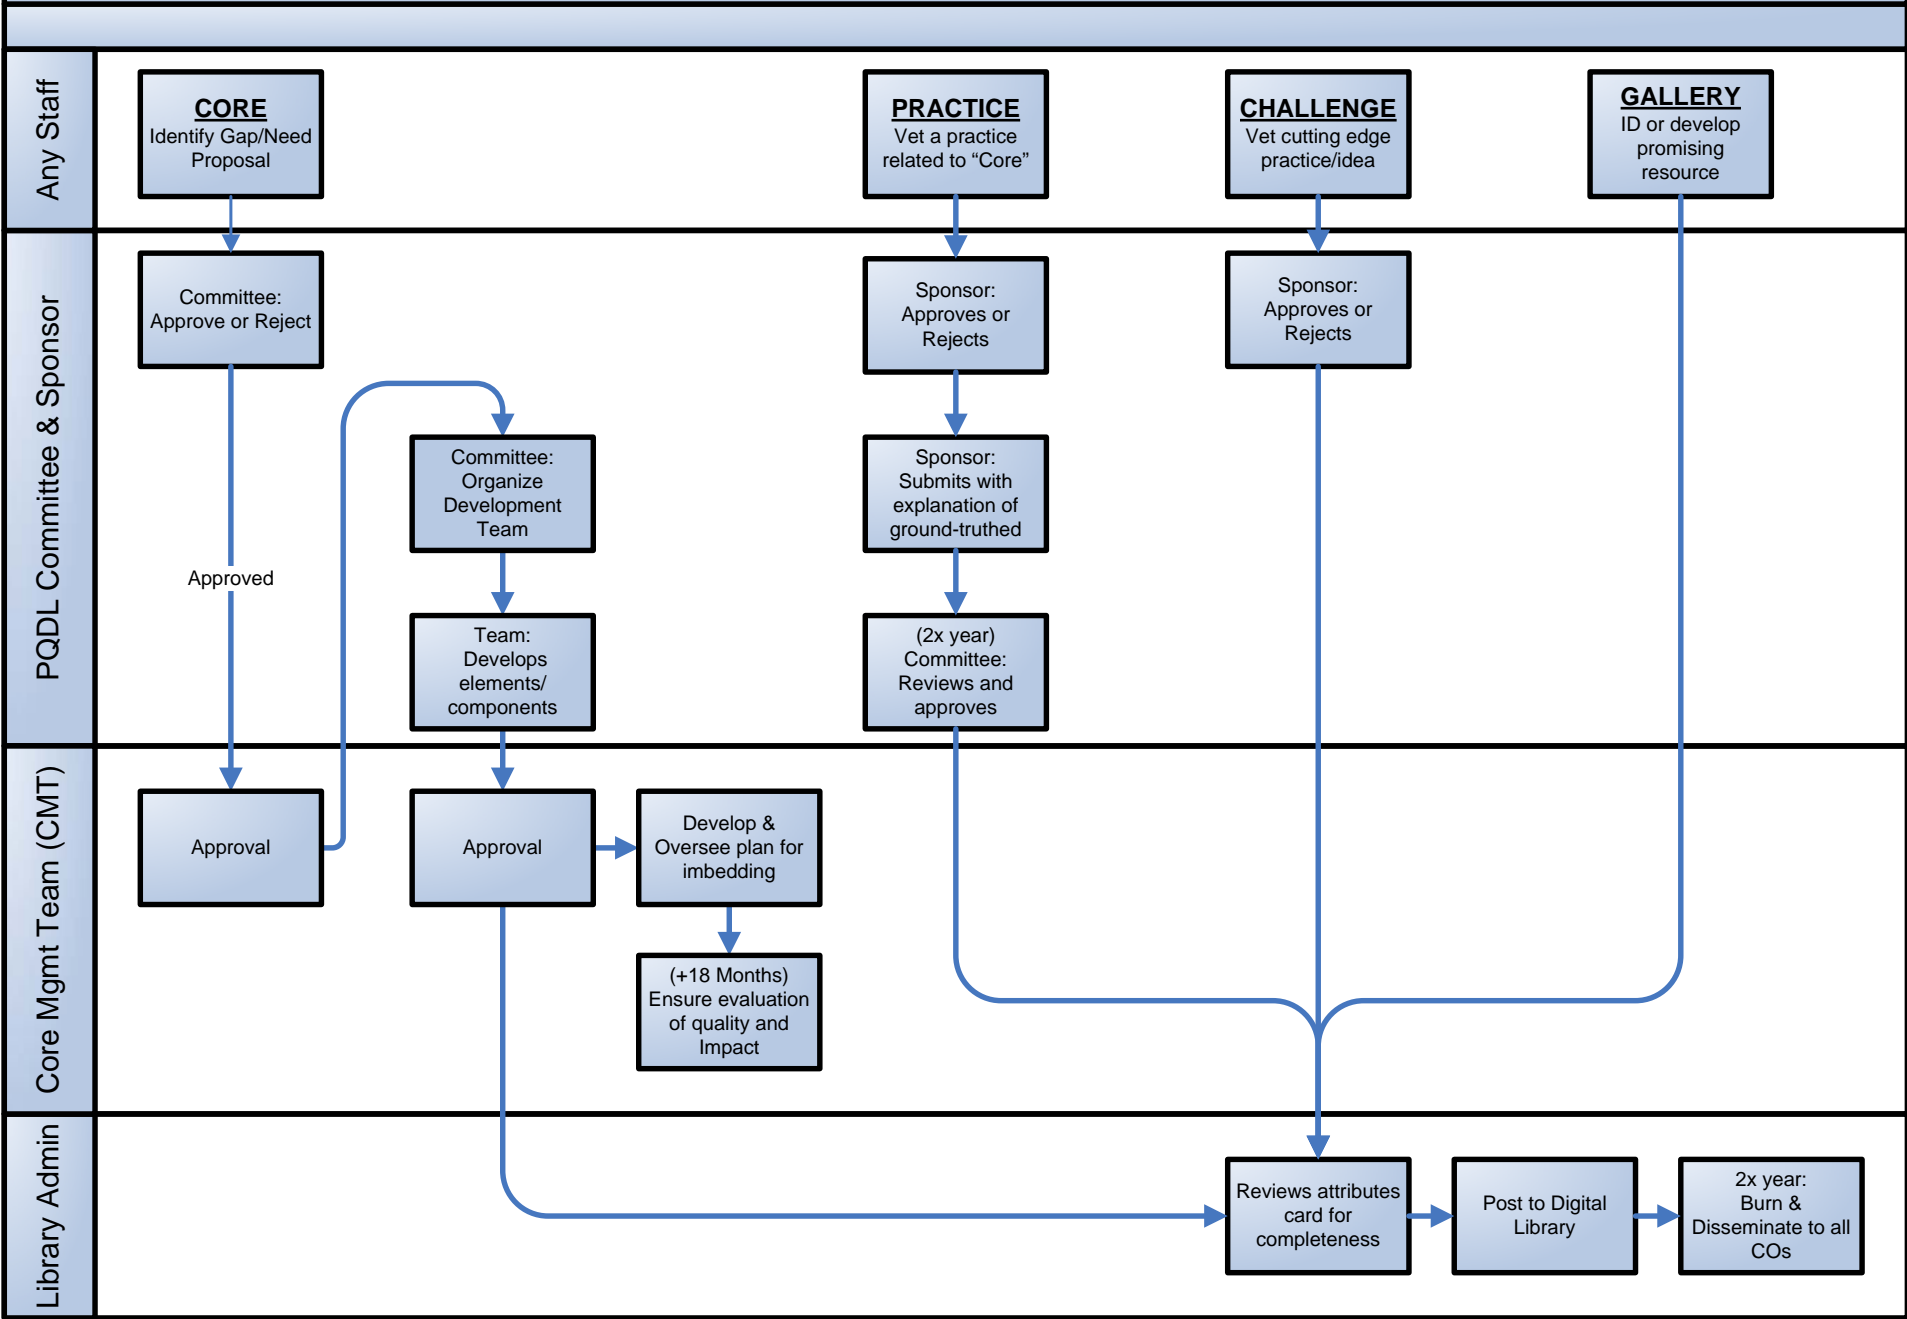 Any Staff
CORE
Identify Gap/Need
Proposal
PRACTICE
Vet a practice
related to “Core”
CHALLENGE
Vet cutting edge
practice/idea
GALLERY
ID or develop
promising
resource
PQDL Committee & Sponsor
Committee:
Approve or Reject
Sponsor:
Approves or
Rejects
Sponsor:
Approves or
Rejects
Committee:
Organize
Development
Team
Sponsor:
Submits with
explanation of
ground-truthed
Approved
Team:
Develops
elements/
components
(2x year)
Committee:
Reviews and
approves
Core Mgmt Team (CMT)
Approval
Approval
Develop &
Oversee plan for
imbedding
(+18 Months)
Ensure evaluation
of quality and
Impact
Library Admin
Reviews attributes
card for
completeness
Post to Digital
Library
2x year:
Burn &
Disseminate to all
COs